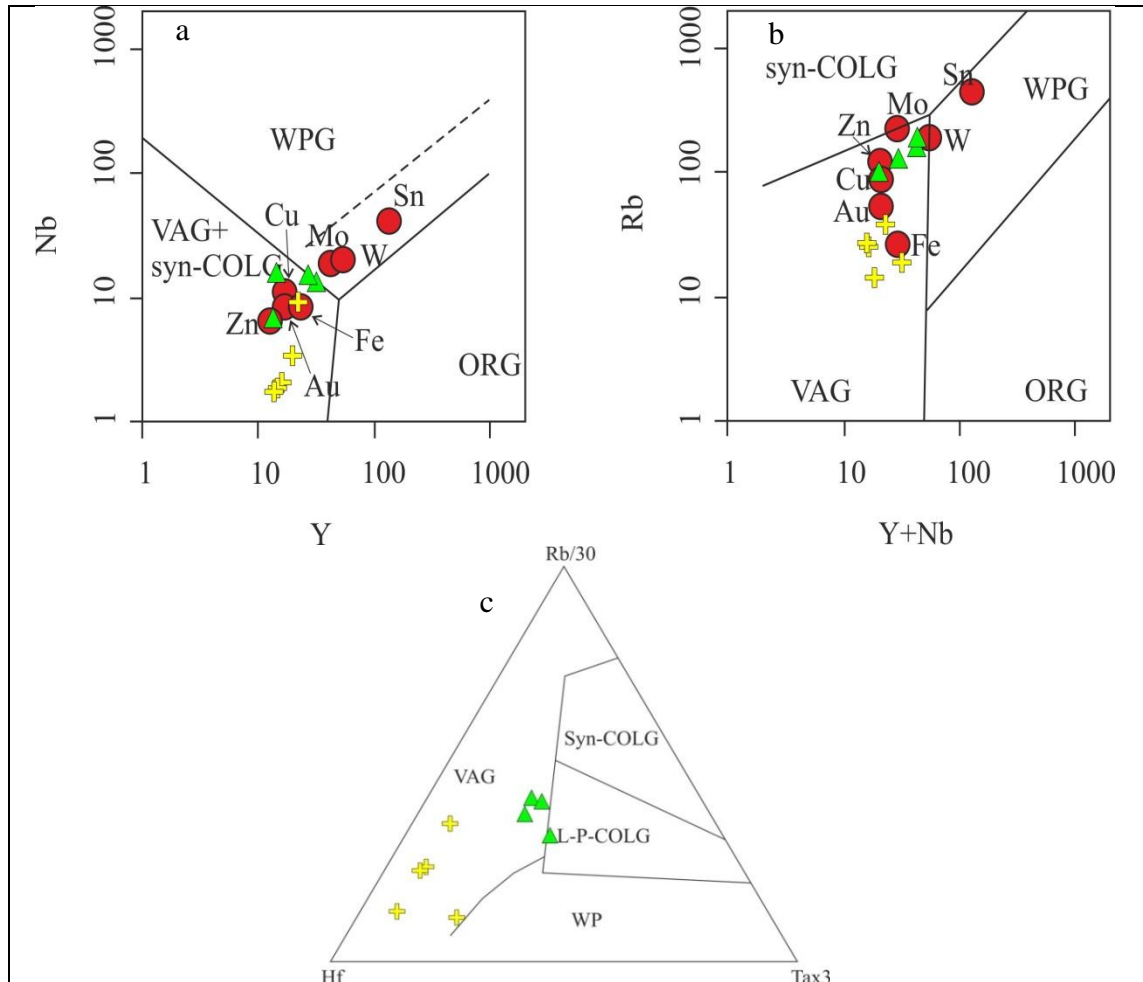 a
Nb
1000
100
10
1
WPG
VAG+
syn-COLG
Cu
Mo
Sn
W
Zn
Fe
Au
ORG
1
10
100
1000
Y
b
Rb
1000
100
10
1
syn-COLG
Sn
Mo
WPG
Zn
W
Cu
Au
Fe
VAG
ORG
1
10
100
1000
Y+Nb
c
Rb/30
Syn-COLG
VAG
L-P-COLG
WP
Hf
Tax3